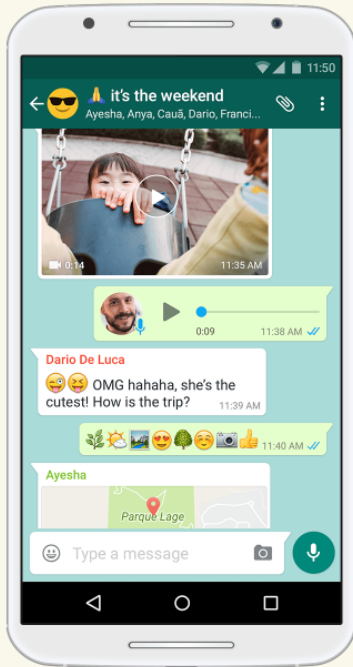 11:50
🙏 it's the weekend
Ayesha, Anya, Cauã, Dario, Franci...
0:14
11:35 AM
0:09
11:38 AM
Dario De Luca
😜😝 OMG hahaha, she's the
cutest! How is the trip?
11:39 AM
11:40 AM
Ayesha
Parque Lage
Type a message